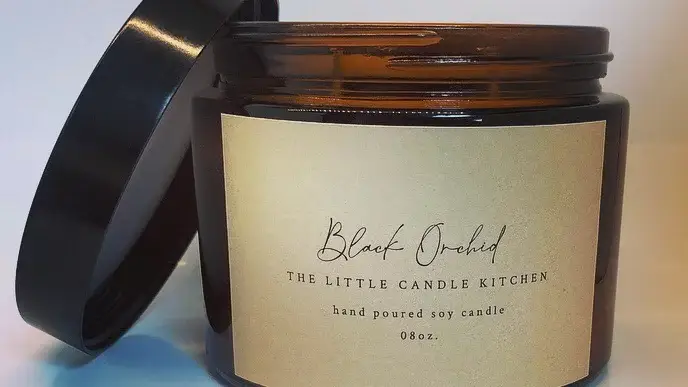 Black Orchid
THE LITTLE CANDLE KITCHEN
hand poured soy candle
08oz.